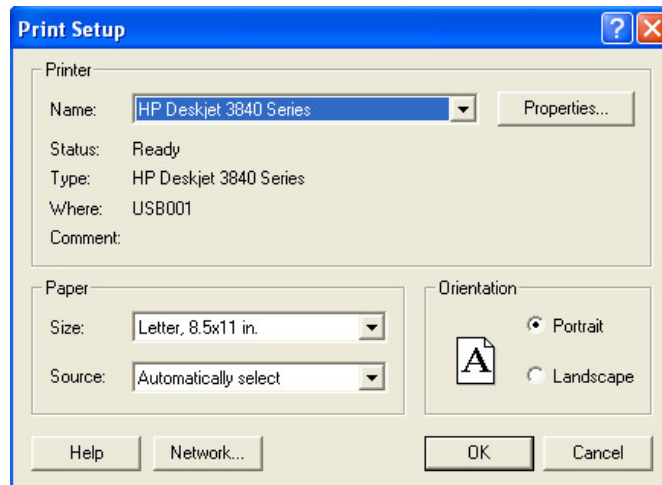 Print Setup
Printer
Name: HP Deskjet 3840 Series Properties...
Status: Ready
Type: HP Deskjet 3840 Series
Where: USB001
Comment:
Paper
Size: Letter, 8.5x11 in.
Source: Automatically select
Orientation
A
Portrait
Landscape
Help Network... OK Cancel